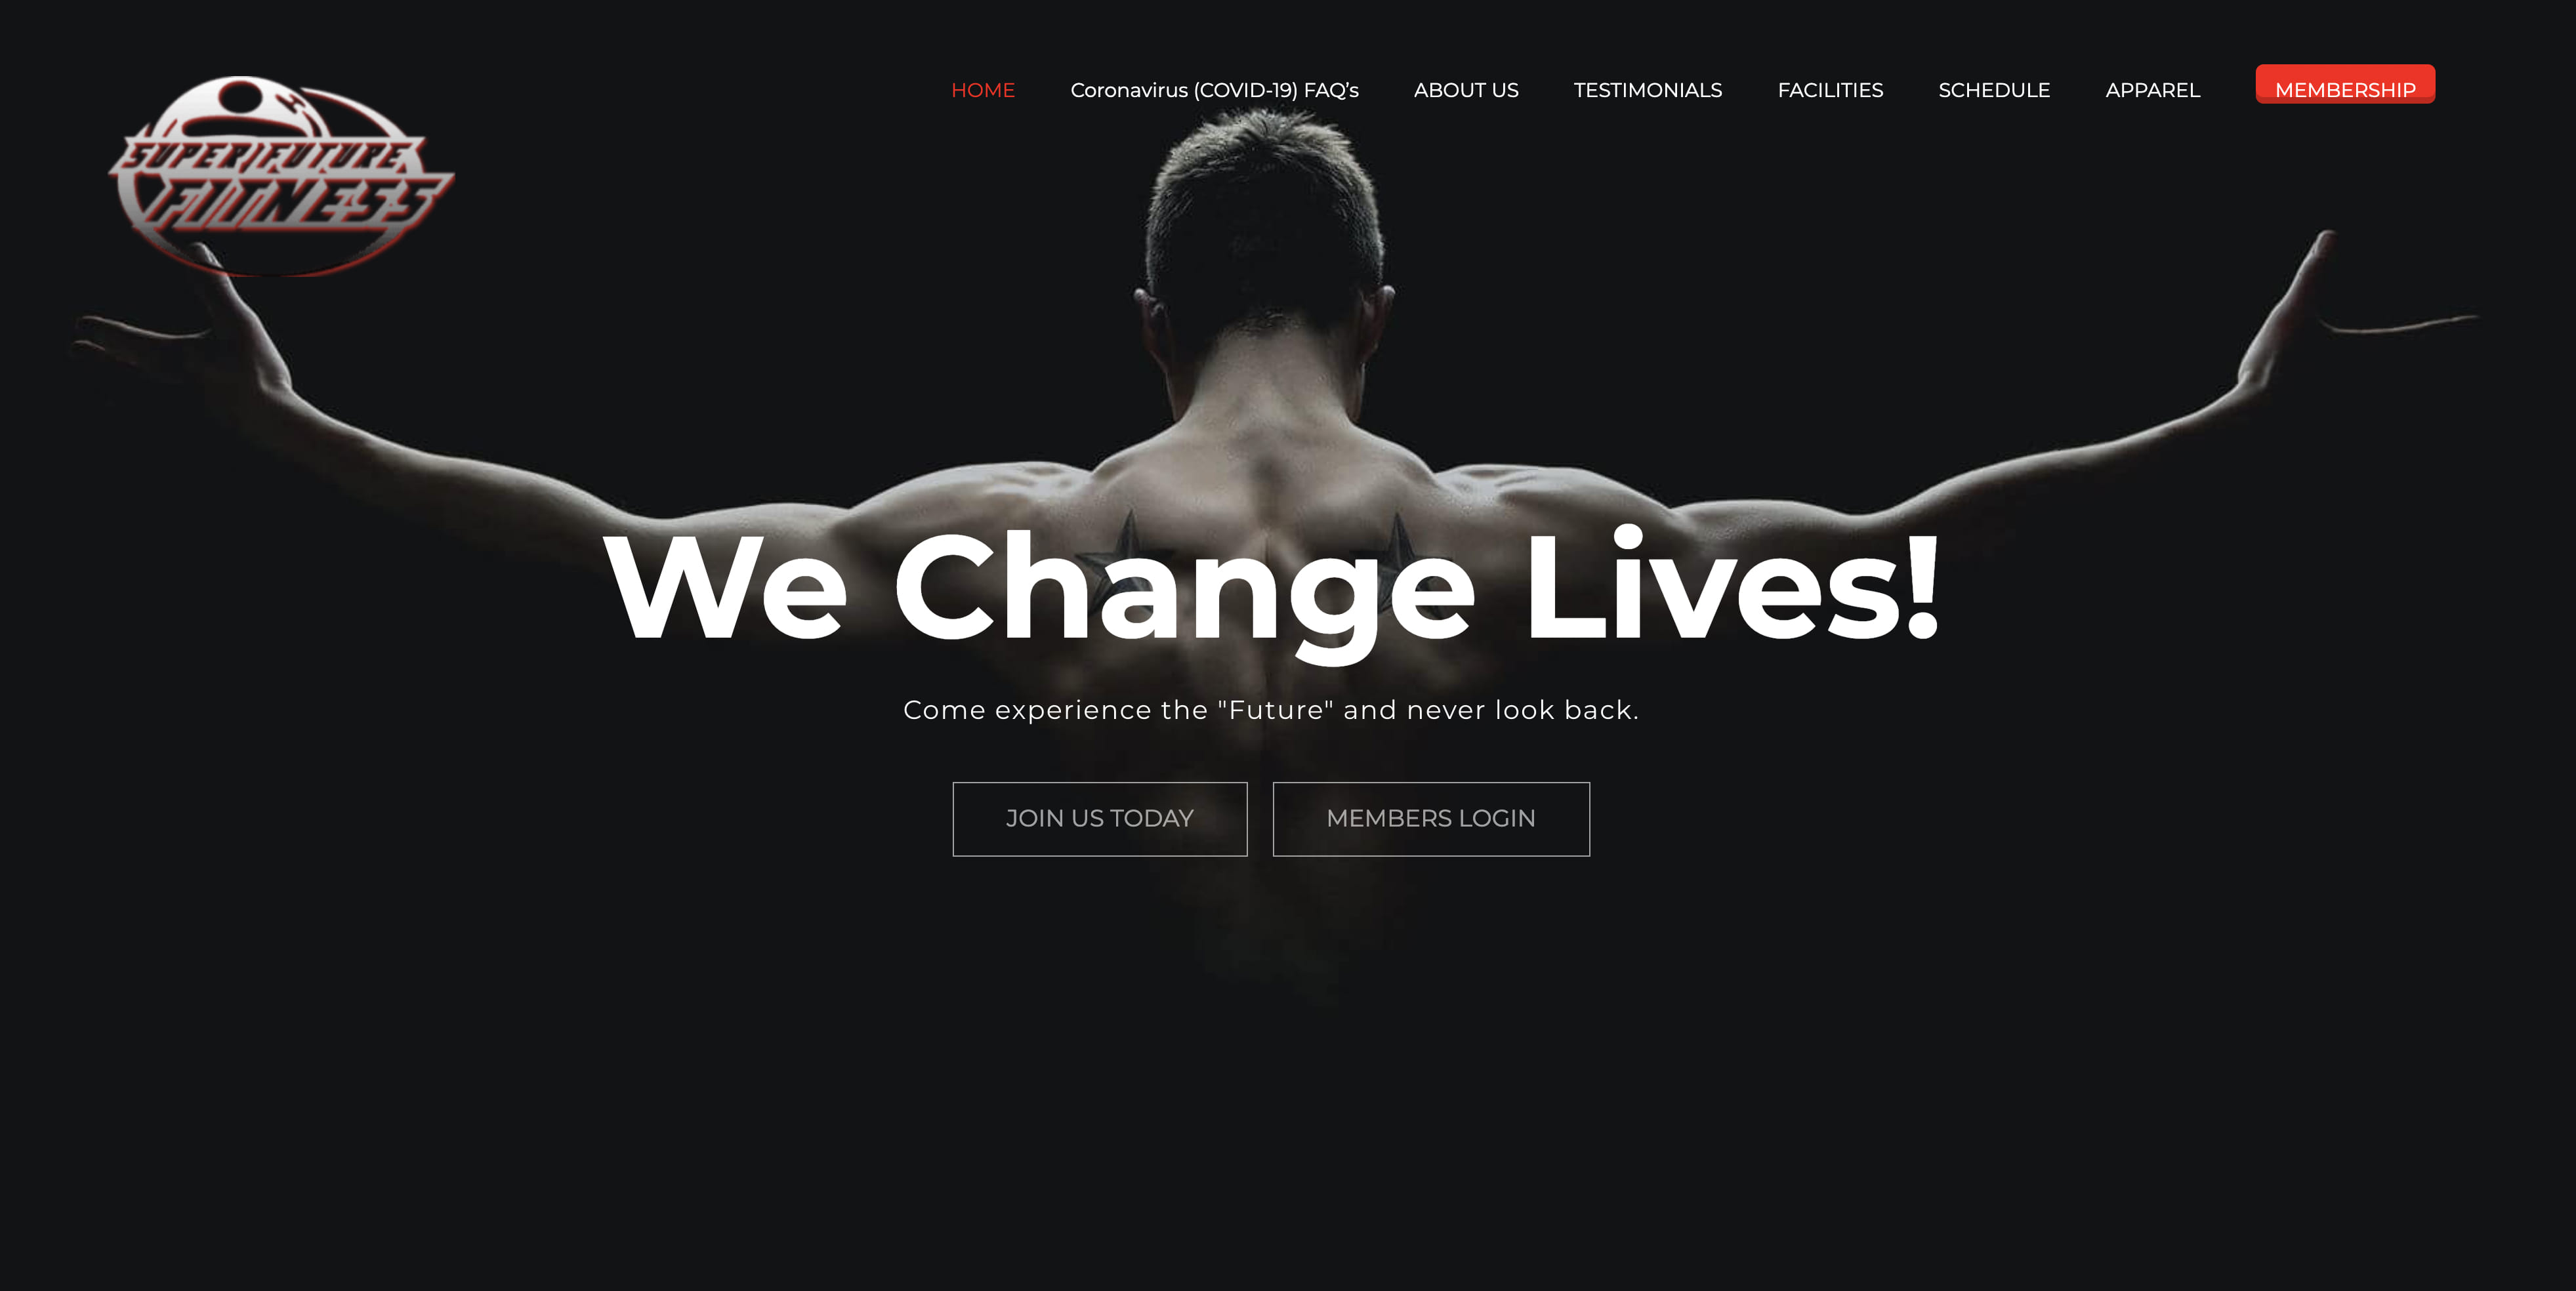 SUPER FUTURE
FITNESS
HOME
Coronavirus (COVID-19) FAQ’s
ABOUT US
TESTIMONIALS
FACILITIES
SCHEDULE
APPAREL
MEMBERSHIP
We Change Lives!
Come experience the "Future" and never look back.
JOIN US TODAY
MEMBERS LOGIN